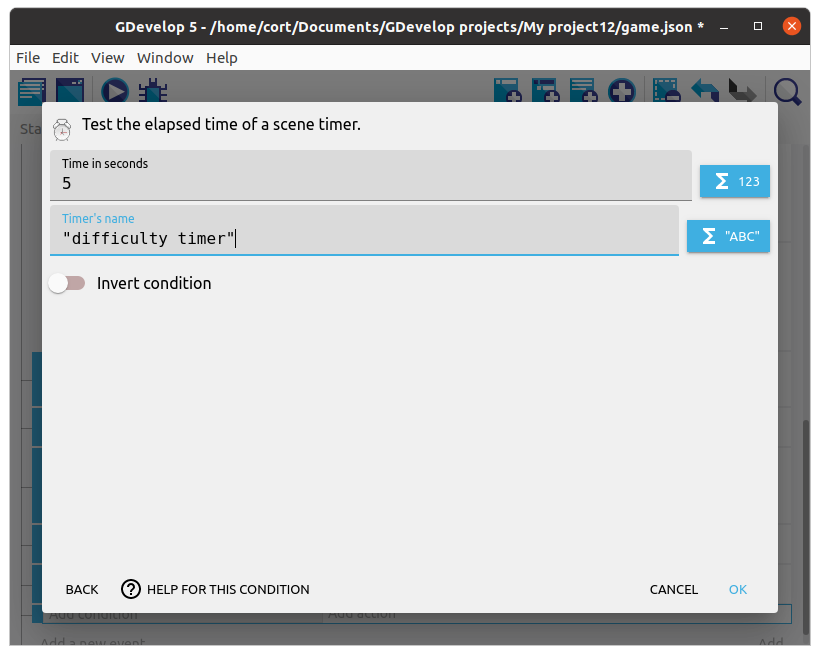 GDevelop 5 - /home/cort/Documents/GDevelop projects/My project12/game.json *
File Edit View Window Help
Sta
Test the elapsed time of a scene timer.
Time in seconds
5
123
Timer's name
"difficulty timer"
"ABC"
Invert condition
BACK
HELP FOR THIS CONDITION
CANCEL
OK
Add condition
Add action
Add a new event
Add